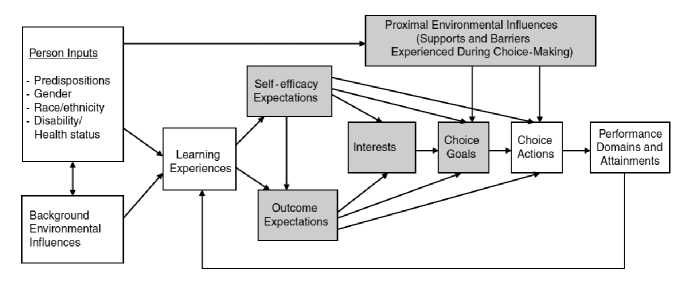 Person Inputs
- Predispositions
- Gender
- Race/ethnicity
- Disability/
Health status
Background
Environmental
Influences
Learning
Experiences
Self-efficacy
Expectations
Outcome
Expectations
Proximal Environmental Influences
(Supports and Barriers
Experienced During Choice-Making)
Interests
Choice
Goals
Choice
Actions
Performance
Domains and
Attainments